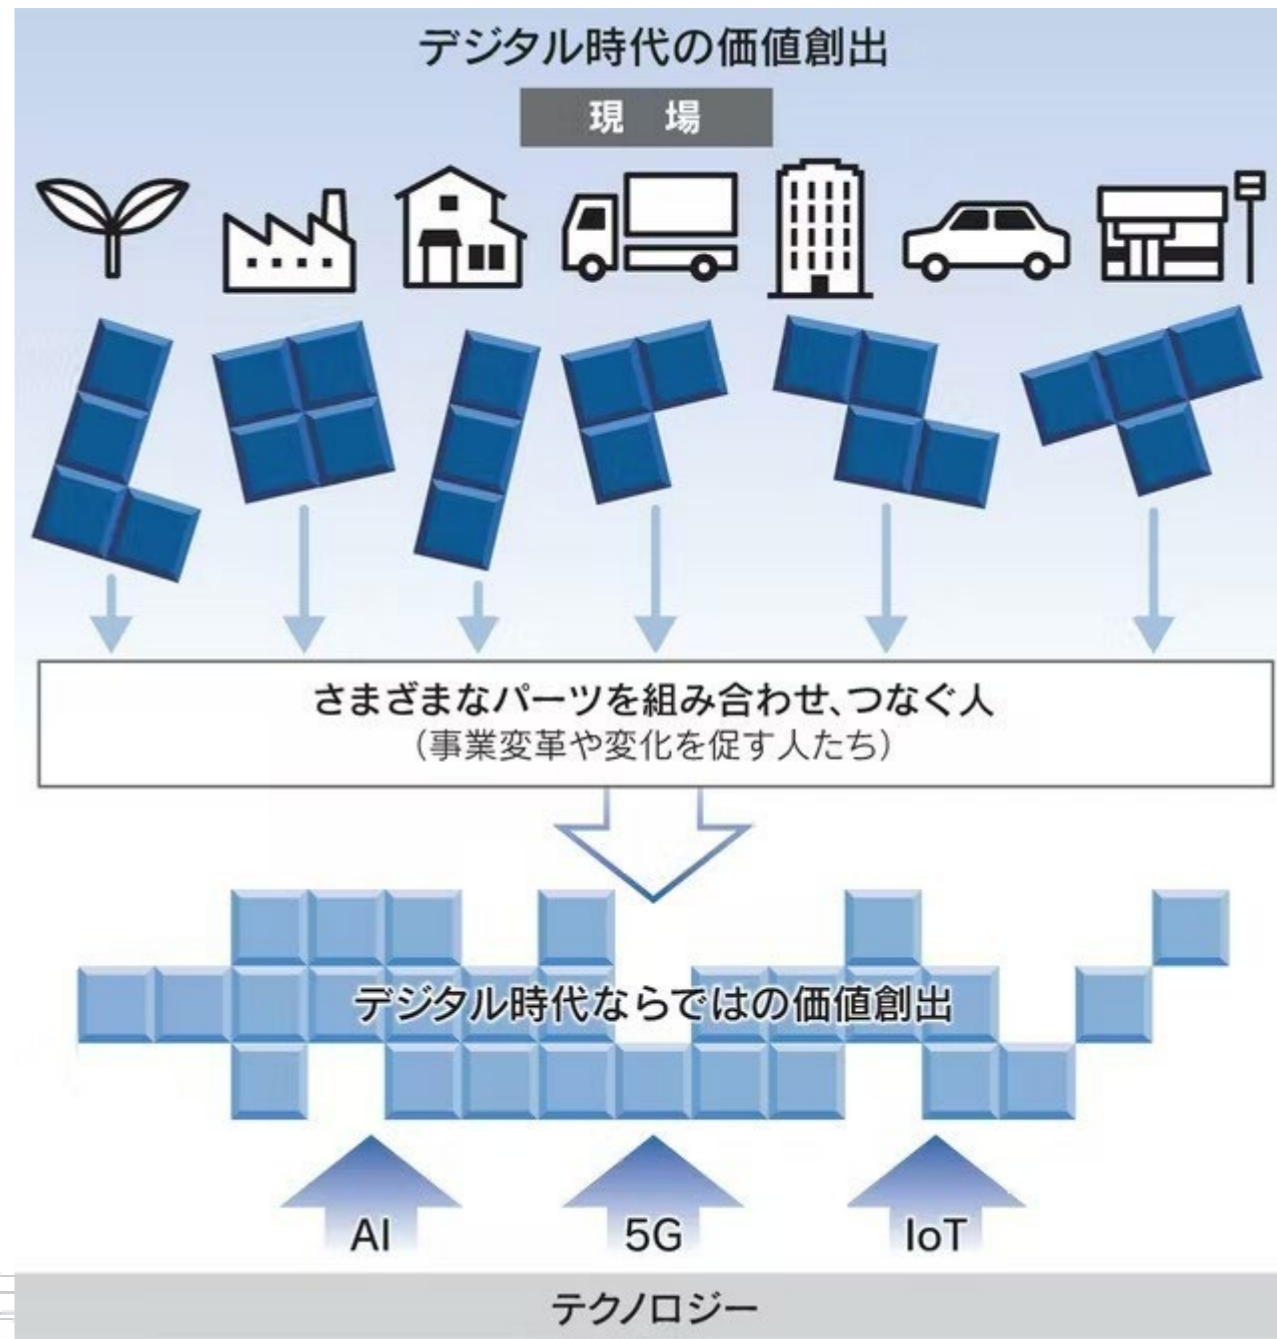 デジタル時代の価値創出
現 場
さまざまなパーツを組み合わせ、つなぐ人
（事業変革や変化を促す人たち）
デジタル時代ならではの価値創出
AI 5G IoT
テクノロジー